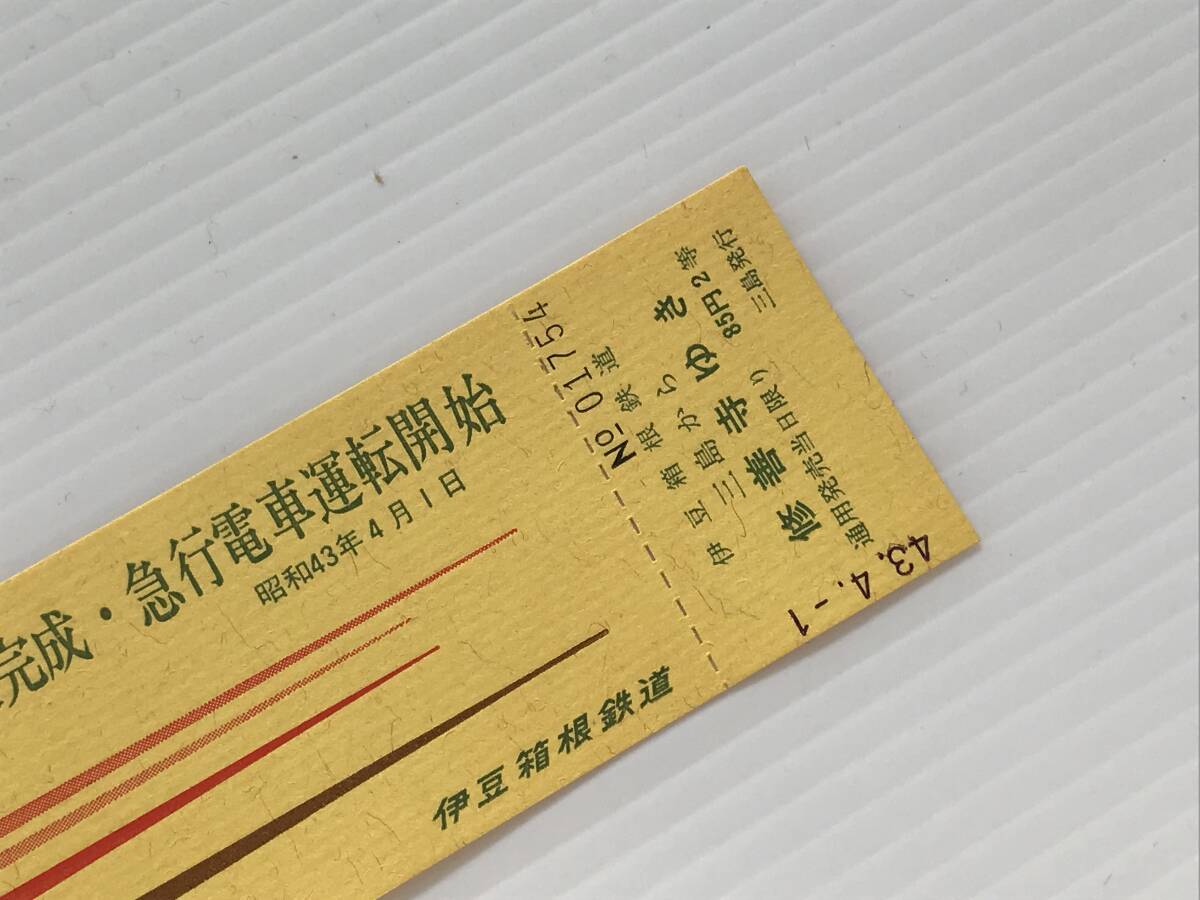 完成・急行電車運転開始
昭和43年4月1日
伊豆箱根鉄道
№01754
伊豆箱根鉄道
三島から
修善寺ゆき
通用発売当日限り 85円2等
三島発行
43.4.-1